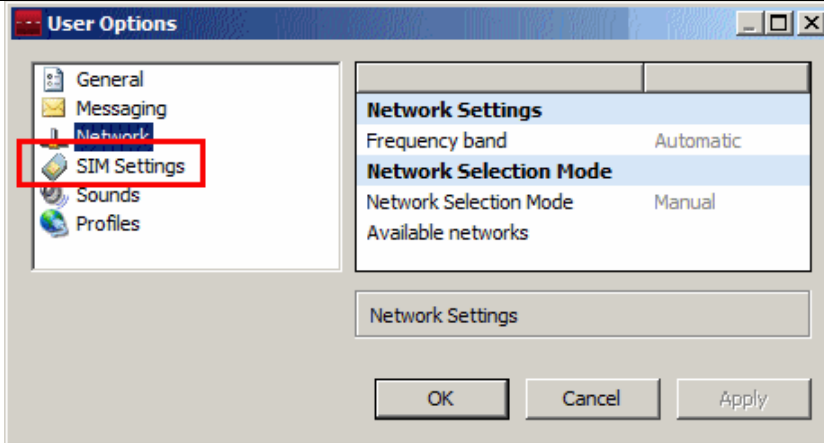 User Options
General
Messaging
Network
SIM Settings
Sounds
Profiles
Network Settings
Frequency band Automatic
Network Selection Mode
Network Selection Mode Manual
Available networks
Network Settings
OK Cancel Apply